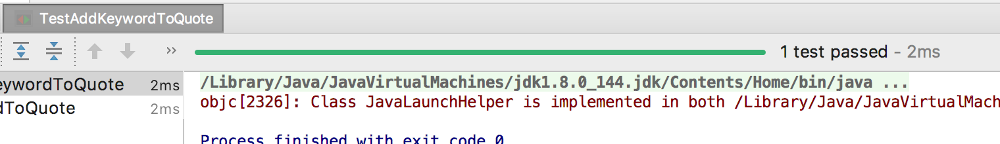 TestAddKeywordToQuote
1 test passed - 2ms
eywordToQuote 2ms
dToQuote 2ms
/Library/Java/JavaVirtualMachines/jdk1.8.0_144.jdk/Contents/Home/bin/java ...
objc[2326]: Class JavaLaunchHelper is implemented in both /Library/Java/JavaVirtualMach
Process finished with exit code 0